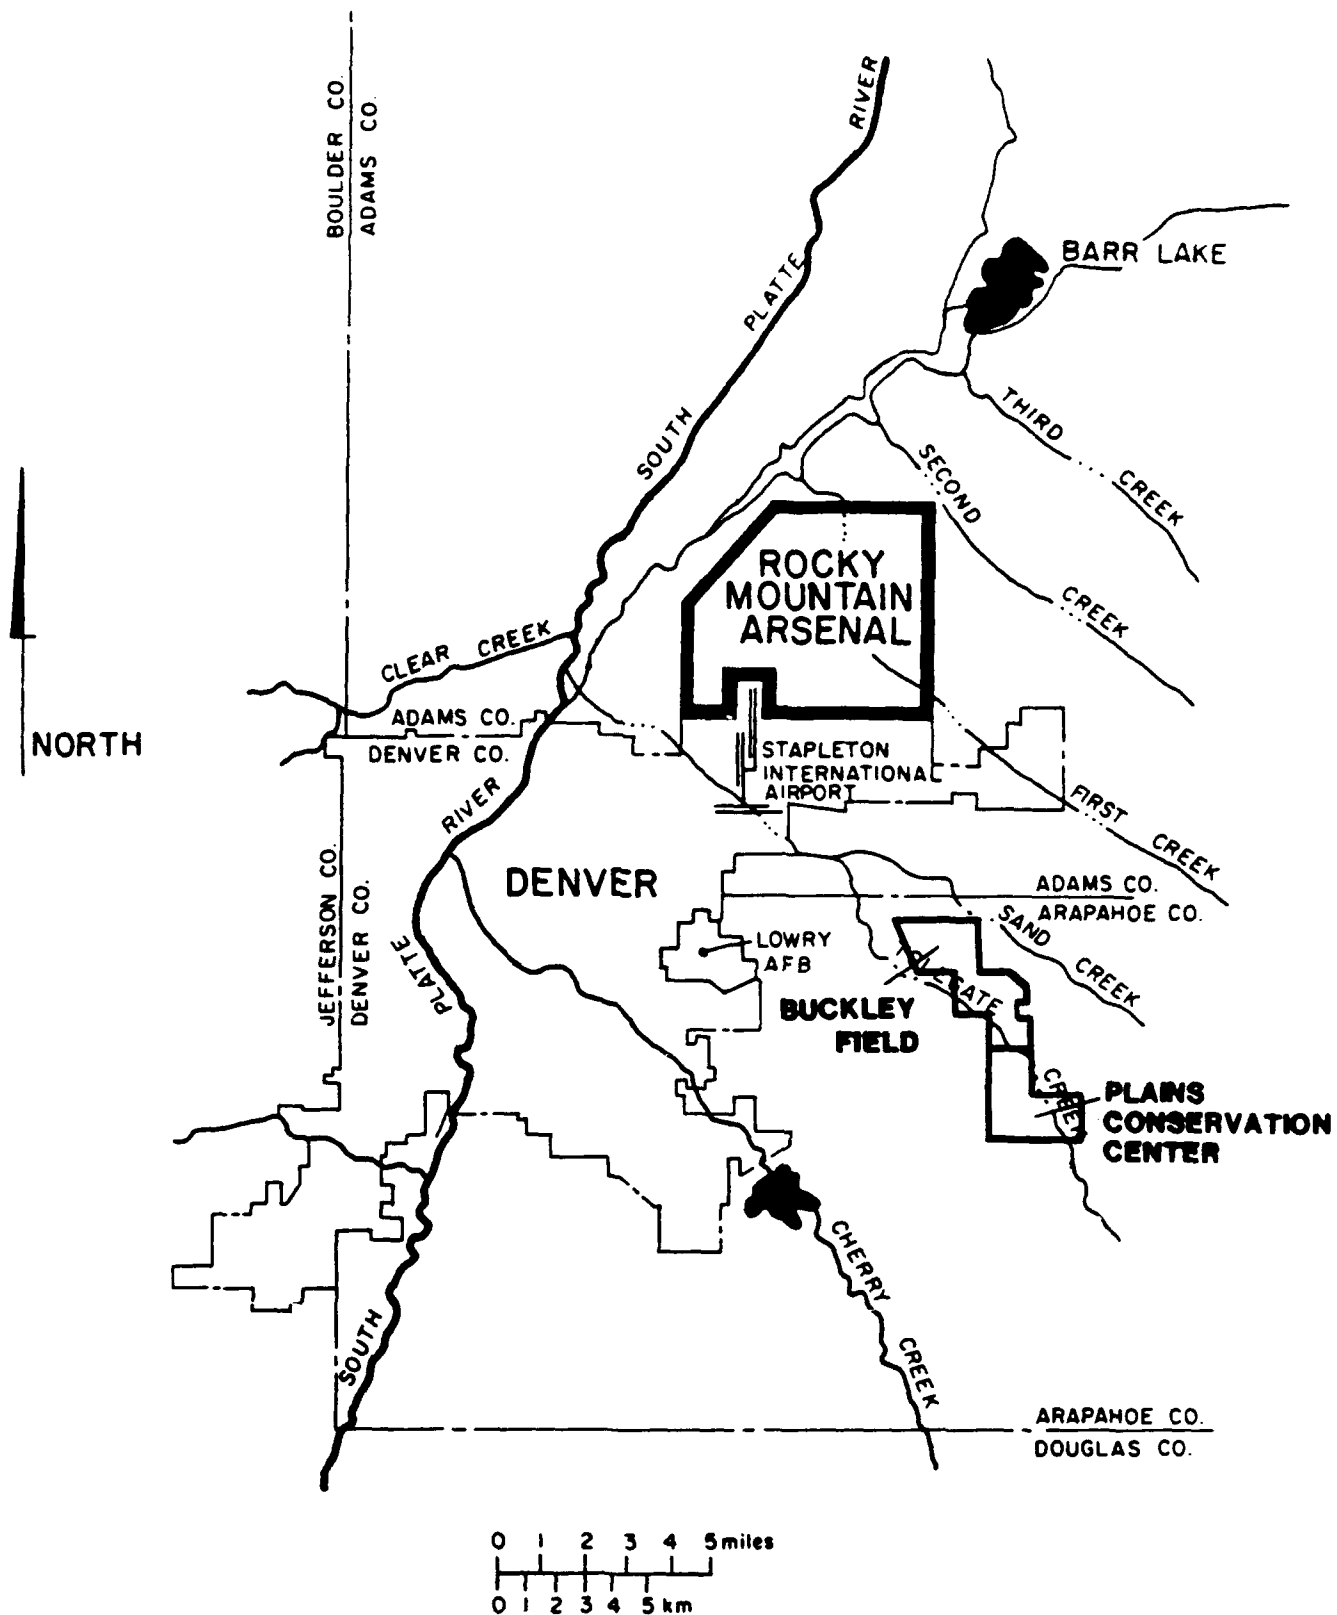 BOULDER CO.
ADAMS CO.
RIVER
PLATTE
SOUTH
BARR LAKE
THIRD
CREEK
SECOND
CREEK
ROCKY
MOUNTAIN
ARSENAL
CLEAR CREEK
NORTH
ADAMS CO.
DENVER CO.
STAPLETON
INTERNATIONAL
AIRPORT
FIRST
CREEK
RIVER
PLATTE
SOUTH
JEFFERSON CO.
DENVER CO.
DENVER
ADAMS CO.
ARAPAHOE CO.
LOWRY
AFB
SAND
CREEK
TOLLGATE
CREEK
BUCKLEY
FIELD
PLAINS
CONSERVATION
CENTER
CHERRY
CREEK
ARAPAHOE CO.
DOUGLAS CO.
0 1 2 3 4 5 miles
0 1 2 3 4 5 km